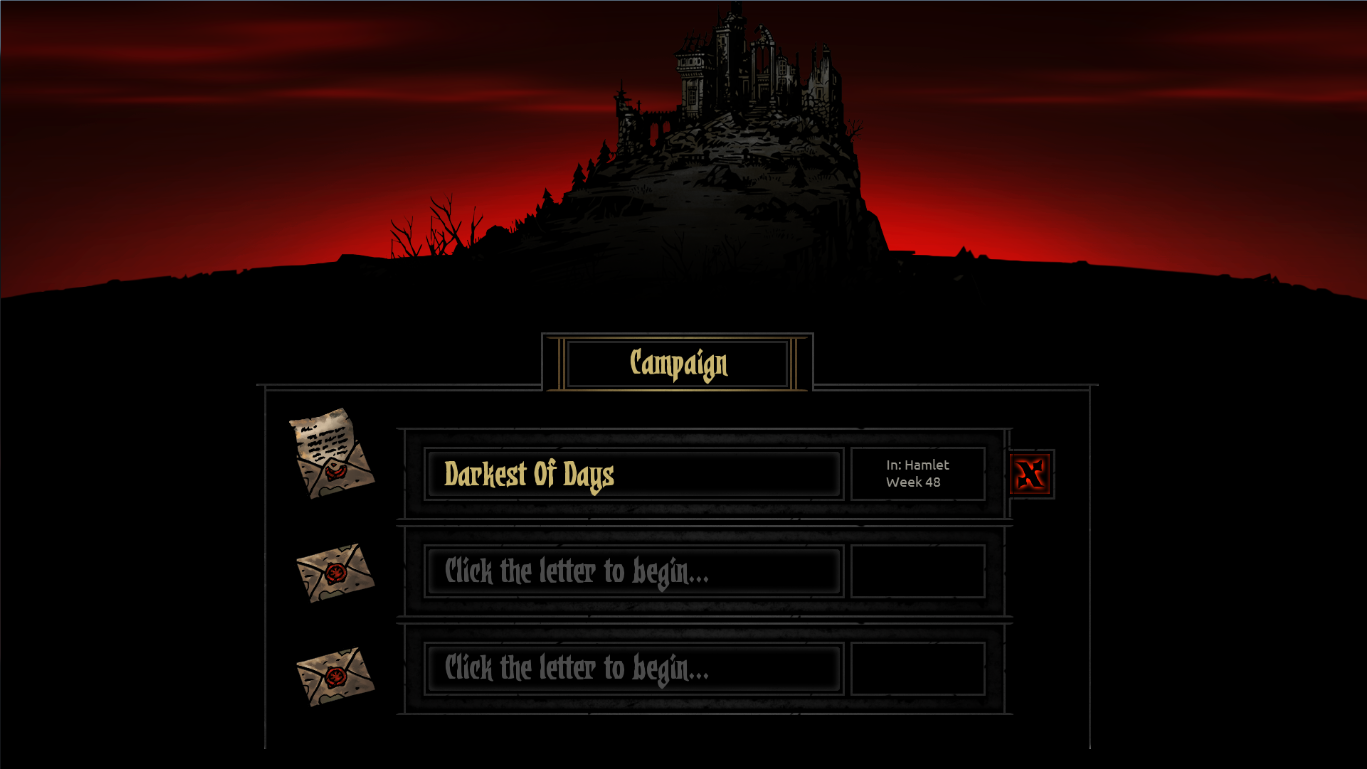 Campaign
Darkest Of Days
In: Hamlet
Week 48
Click the letter to begin...
Click the letter to begin...